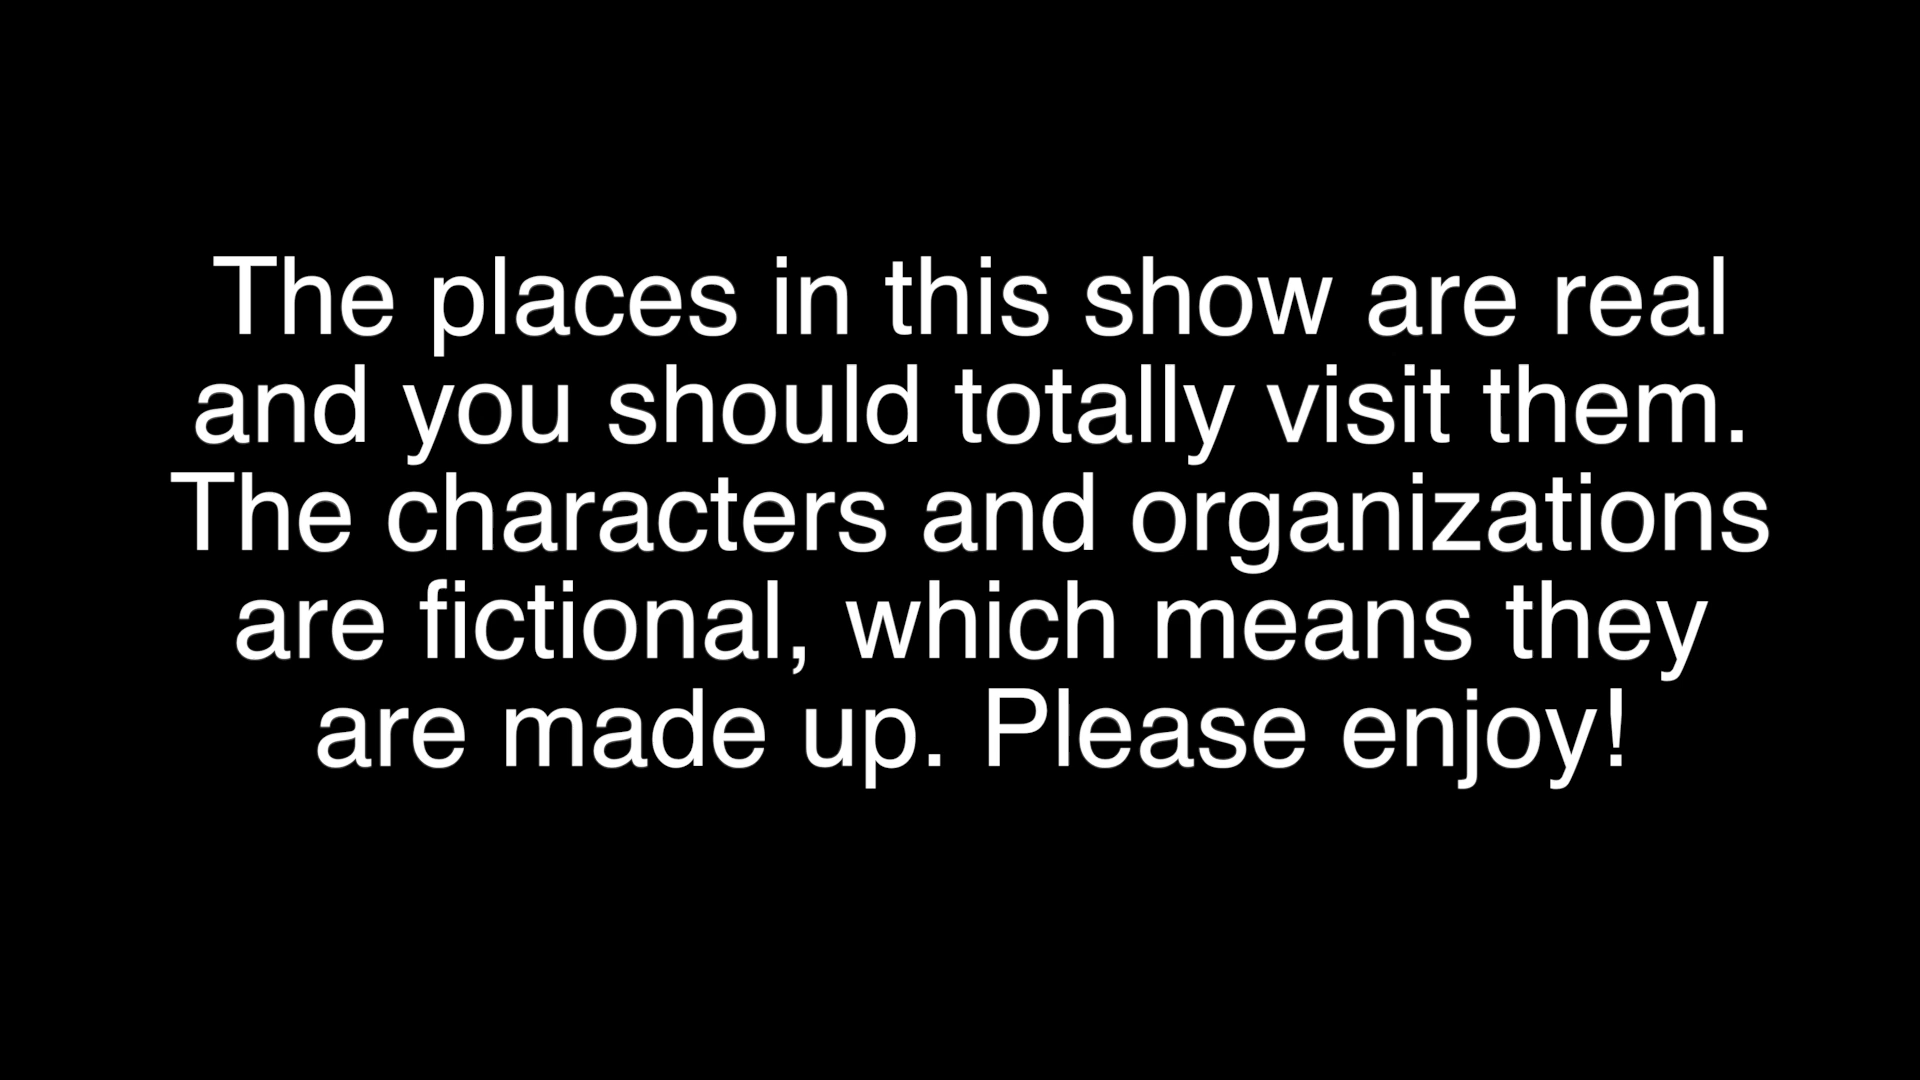 The places in this show are real
and you should totally visit them.
The characters and organizations
are fictional, which means they
are made up. Please enjoy!